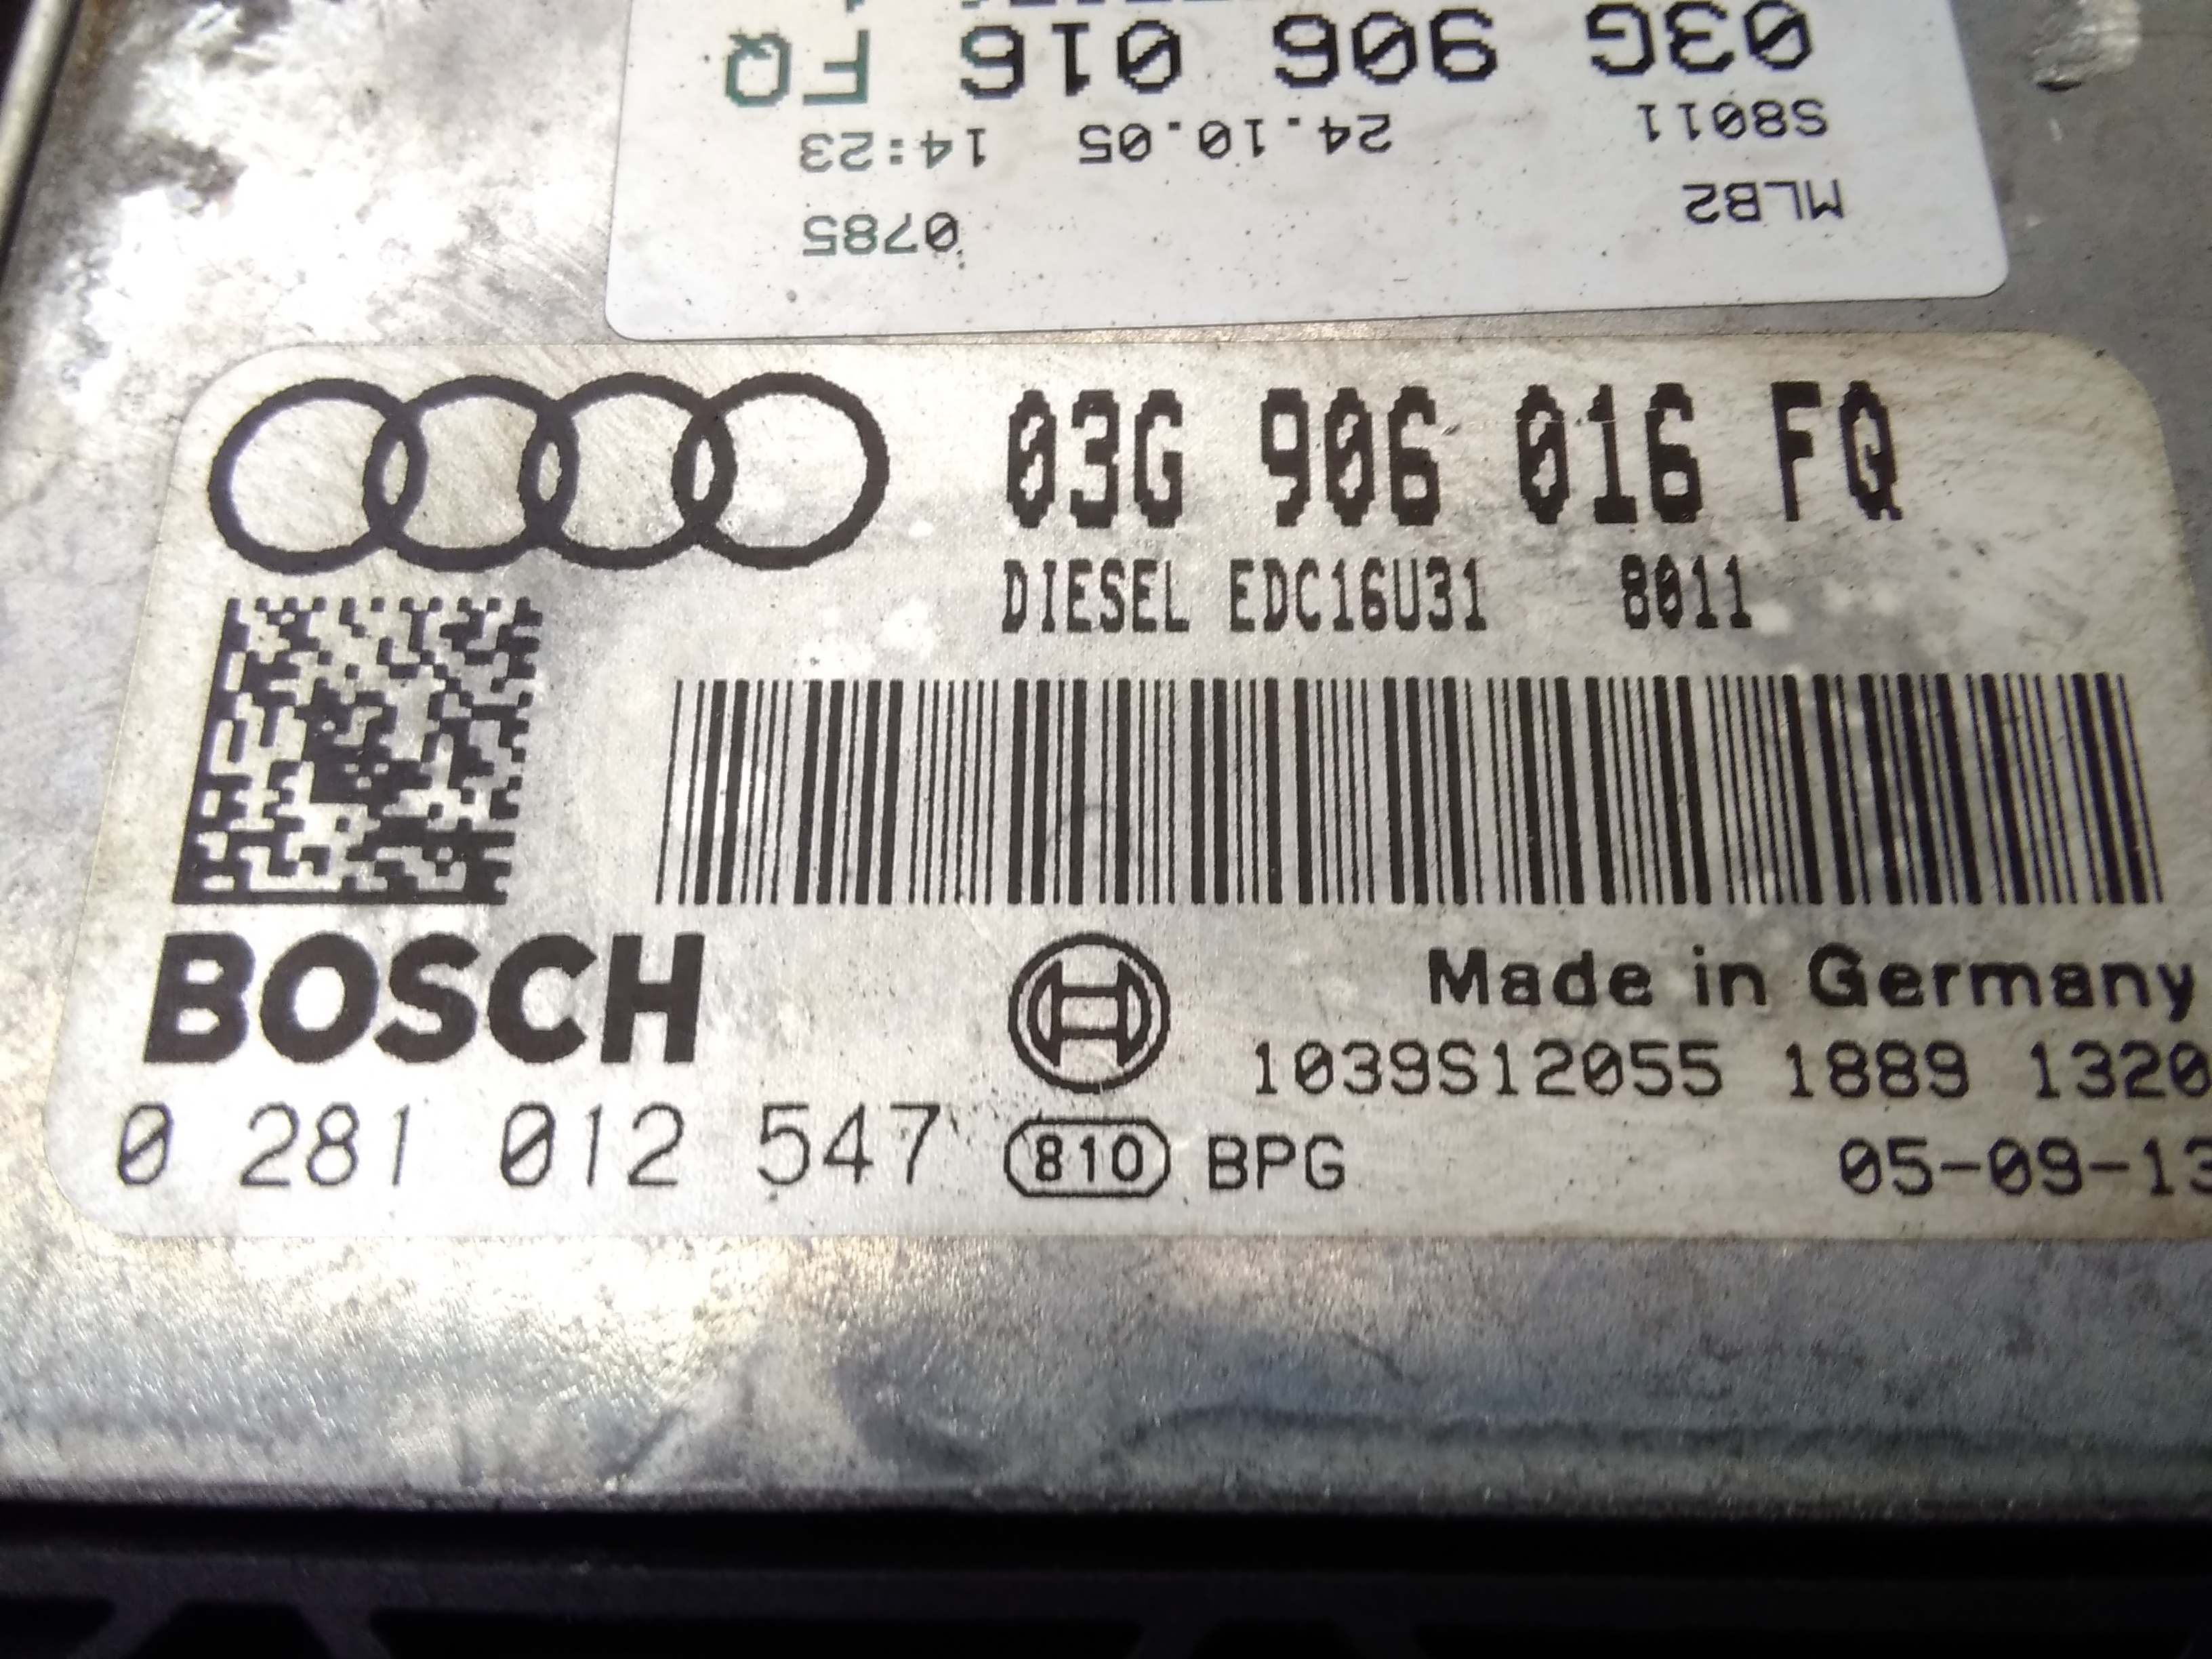 03G 906 016 FQ
S8011 24.10.05 14:23
MLB2 0785
03G 906 016 FQ
DIESEL EDC16U31 8011
BOSCH
Made in Germany
1039S12055 1889 1320
0 281 012 547 810 BPG 05-09-13